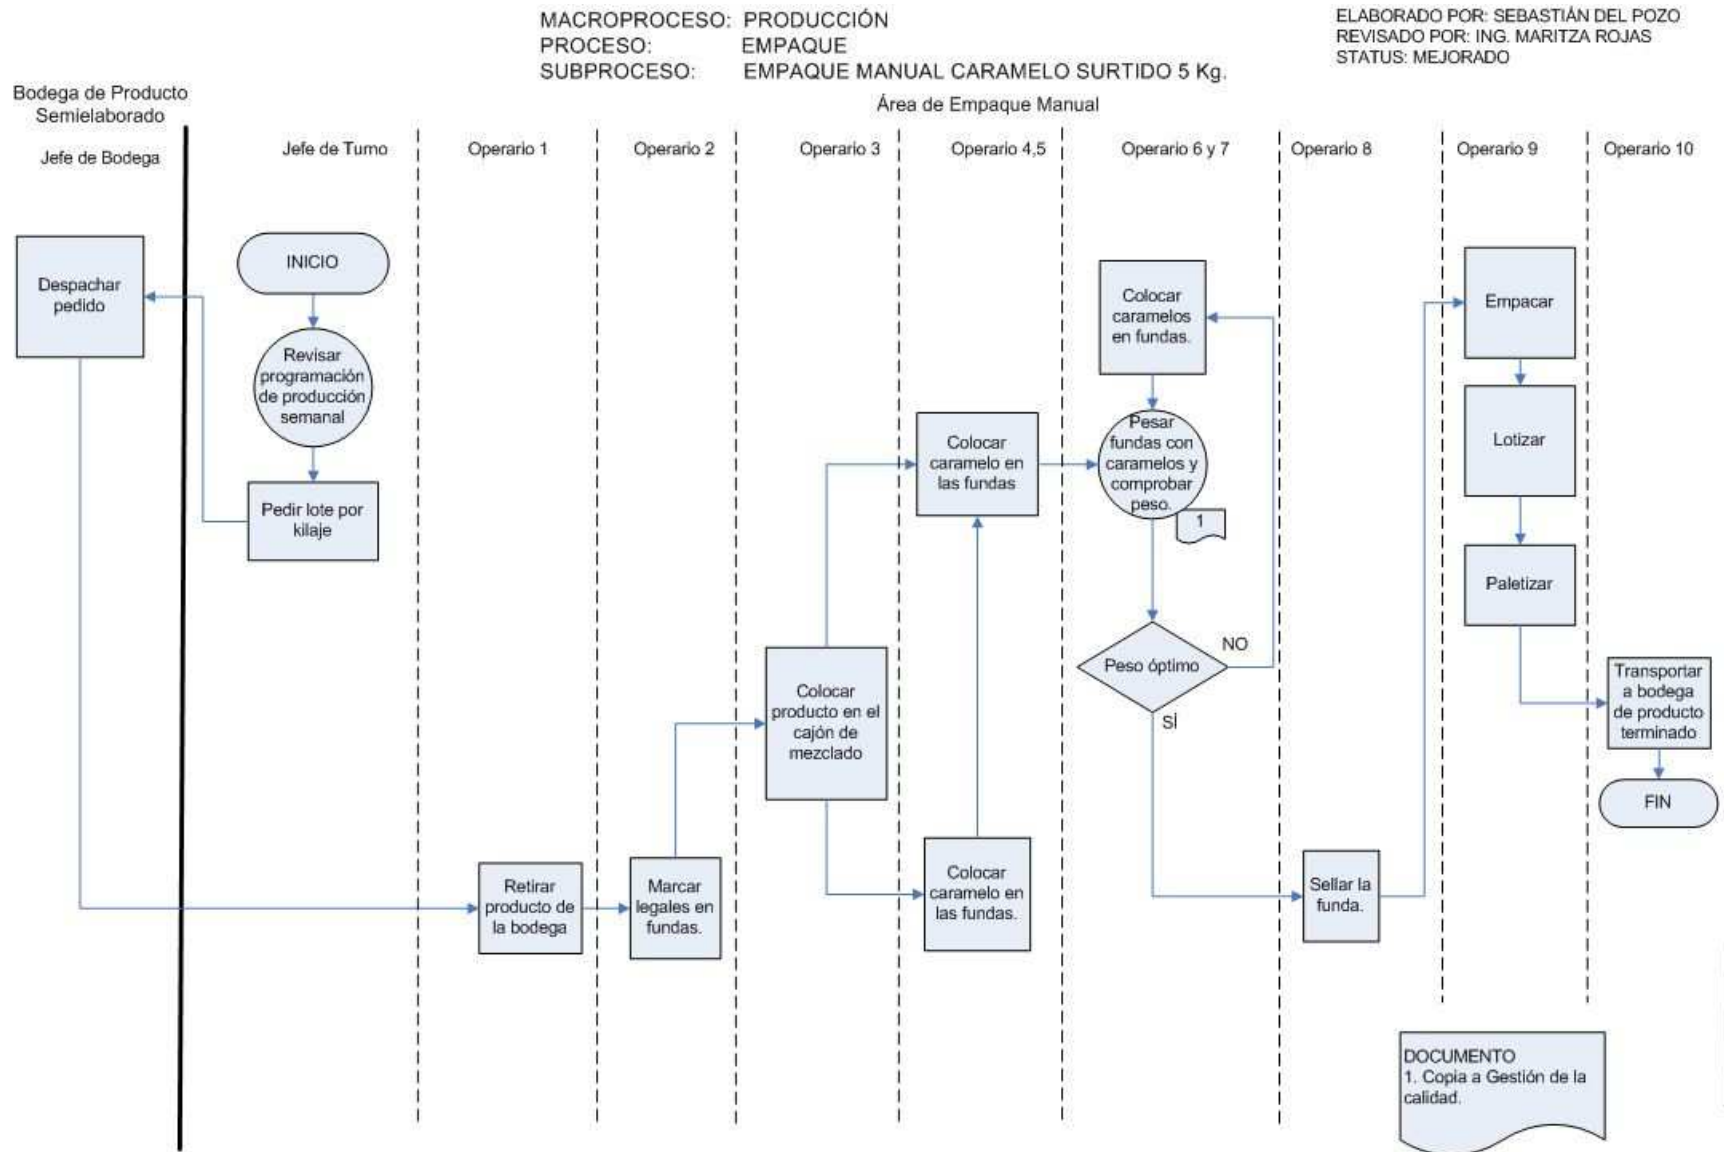 MACROPROCESO: PRODUCCIÓN
PROCESO: EMPAQUE
SUBPROCESO: EMPAQUE MANUAL CARAMELO SURTIDO 5 Kg.
ELABORADO POR: SEBASTIÁN DEL POZO
REVISADO POR: ING. MARITZA ROJAS
STATUS: MEJORADO
Bodega de Producto
Semielaborado
Área de Empaque Manual
Jefe de Bodega
Jefe de Turno
Operario 1
Operario 2
Operario 3
Operario 4,5
Operario 6 y 7
Operario 8
Operario 9
Operario 10
Despachar
pedido
INICIO
Revisar
programación
de producción
semanal
Pedir lote por
kilaje
Retirar
producto de
la bodega
Marcar
legales en
fundas.
Colocar
producto en el
cajón de
mezclado
Colocar
caramelo en
las fundas
Colocar
caramelo en
las fundas.
Colocar
caramelos
en fundas.
Pesar
fundas con
caramelos y
comprobar
peso.
1
Peso óptimo
NO
SÍ
Sellar la
funda.
Empacar
Lotizar
Paletizar
Transportar
a bodega
de producto
terminado
FIN
DOCUMENTO
1. Copia a Gestión de la
calidad.